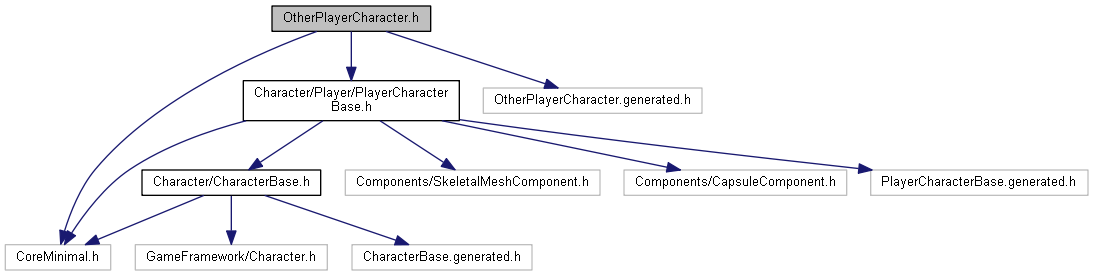 OtherPlayerCharacter.h
Character/Player/PlayerCharacter
Base.h
OtherPlayerCharacter.generated.h
Character/CharacterBase.h
Components/SkeletalMeshComponent.h
Components/CapsuleComponent.h
PlayerCharacterBase.generated.h
CoreMinimal.h
GameFramework/Character.h
CharacterBase.generated.h